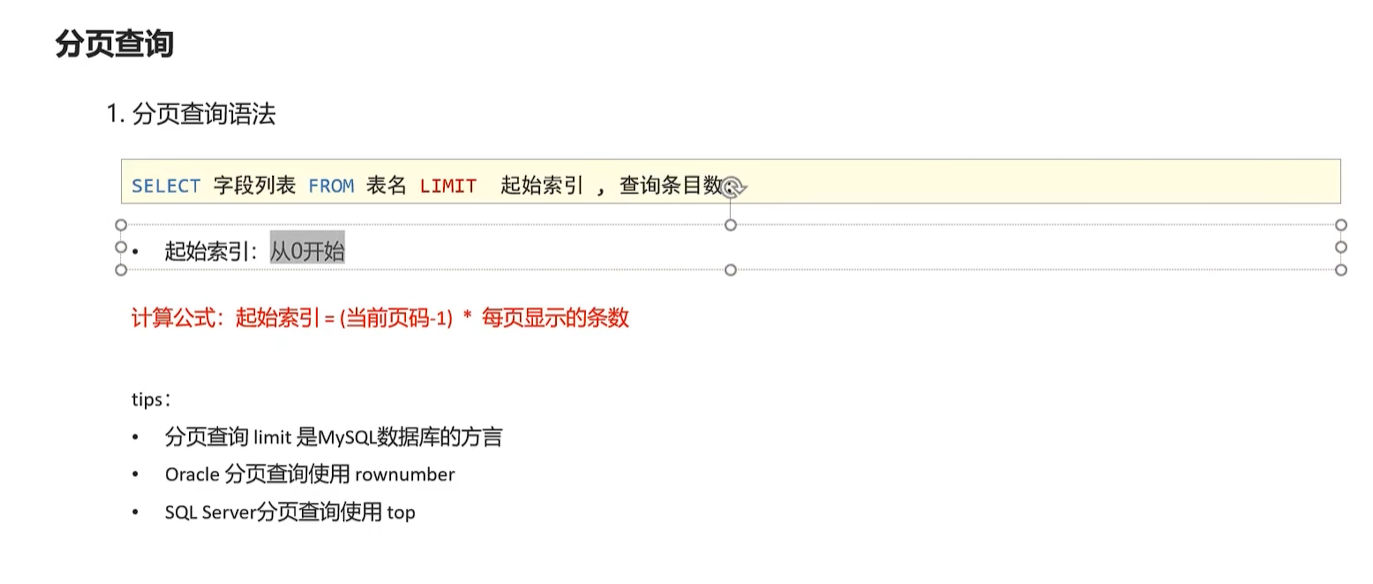 分页查询
1. 分页查询语法
SELECT 字段列表 FROM 表名 LIMIT 起始索引 , 查询条目数
• 起始索引：从0开始
计算公式：起始索引 = (当前页码-1) * 每页显示的条数
tips：
• 分页查询 limit 是MySQL数据库的方言
• Oracle 分页查询使用 rownumber
• SQL Server分页查询使用 top